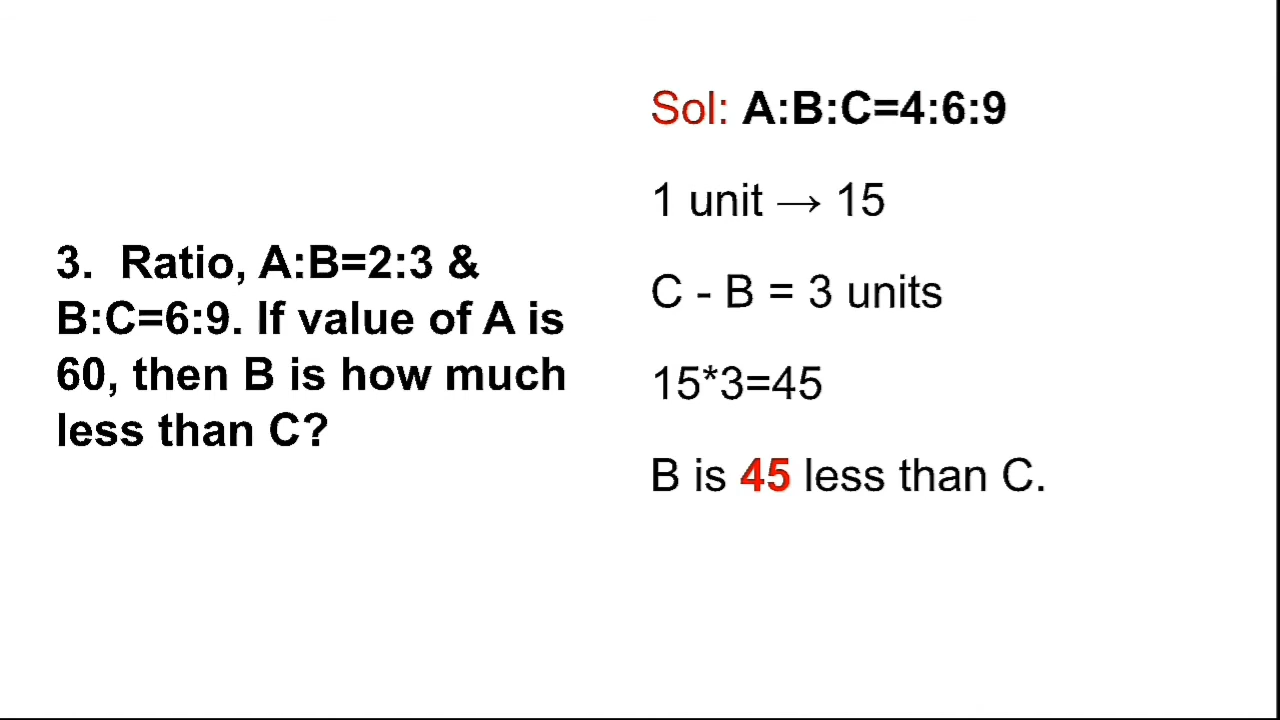 3. Ratio, A:B=2:3 &
B:C=6:9. If value of A is
60, then B is how much
less than C?
Sol: A:B:C=4:6:9
1 unit → 15
C - B = 3 units
15*3=45
B is 45 less than C.